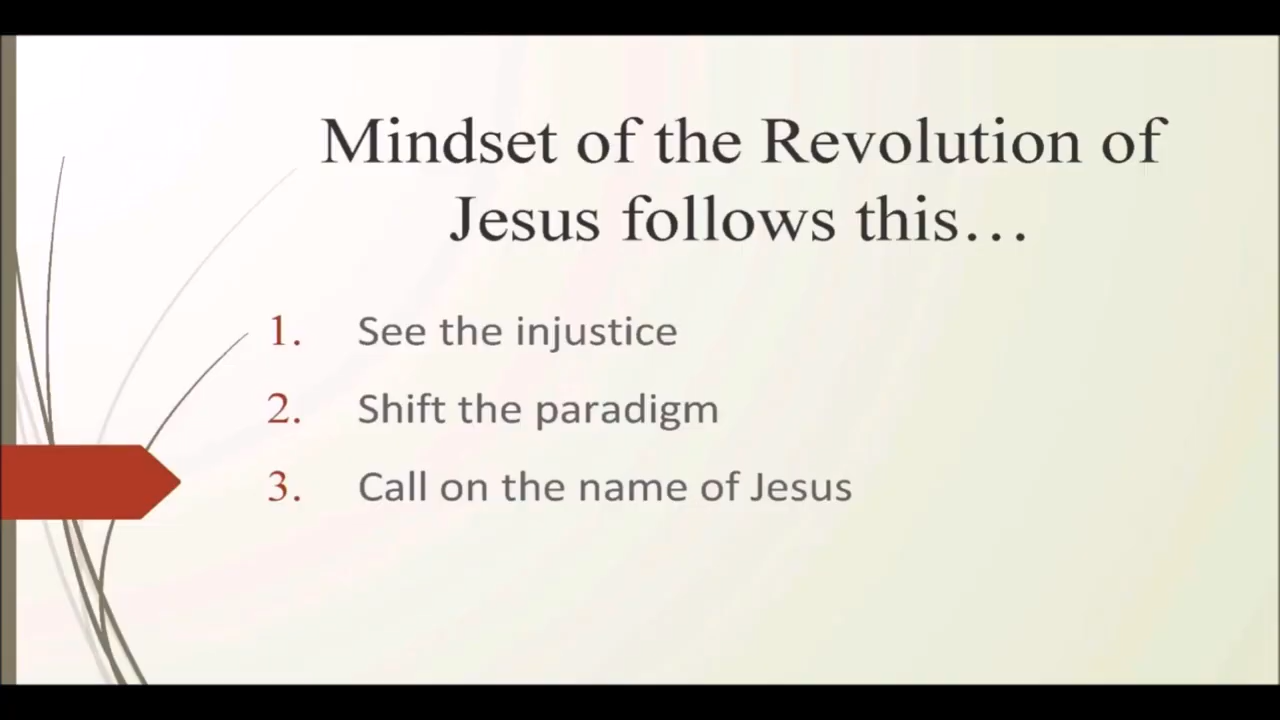 Mindset of the Revolution of
Jesus follows this…
1. See the injustice
2. Shift the paradigm
3. Call on the name of Jesus